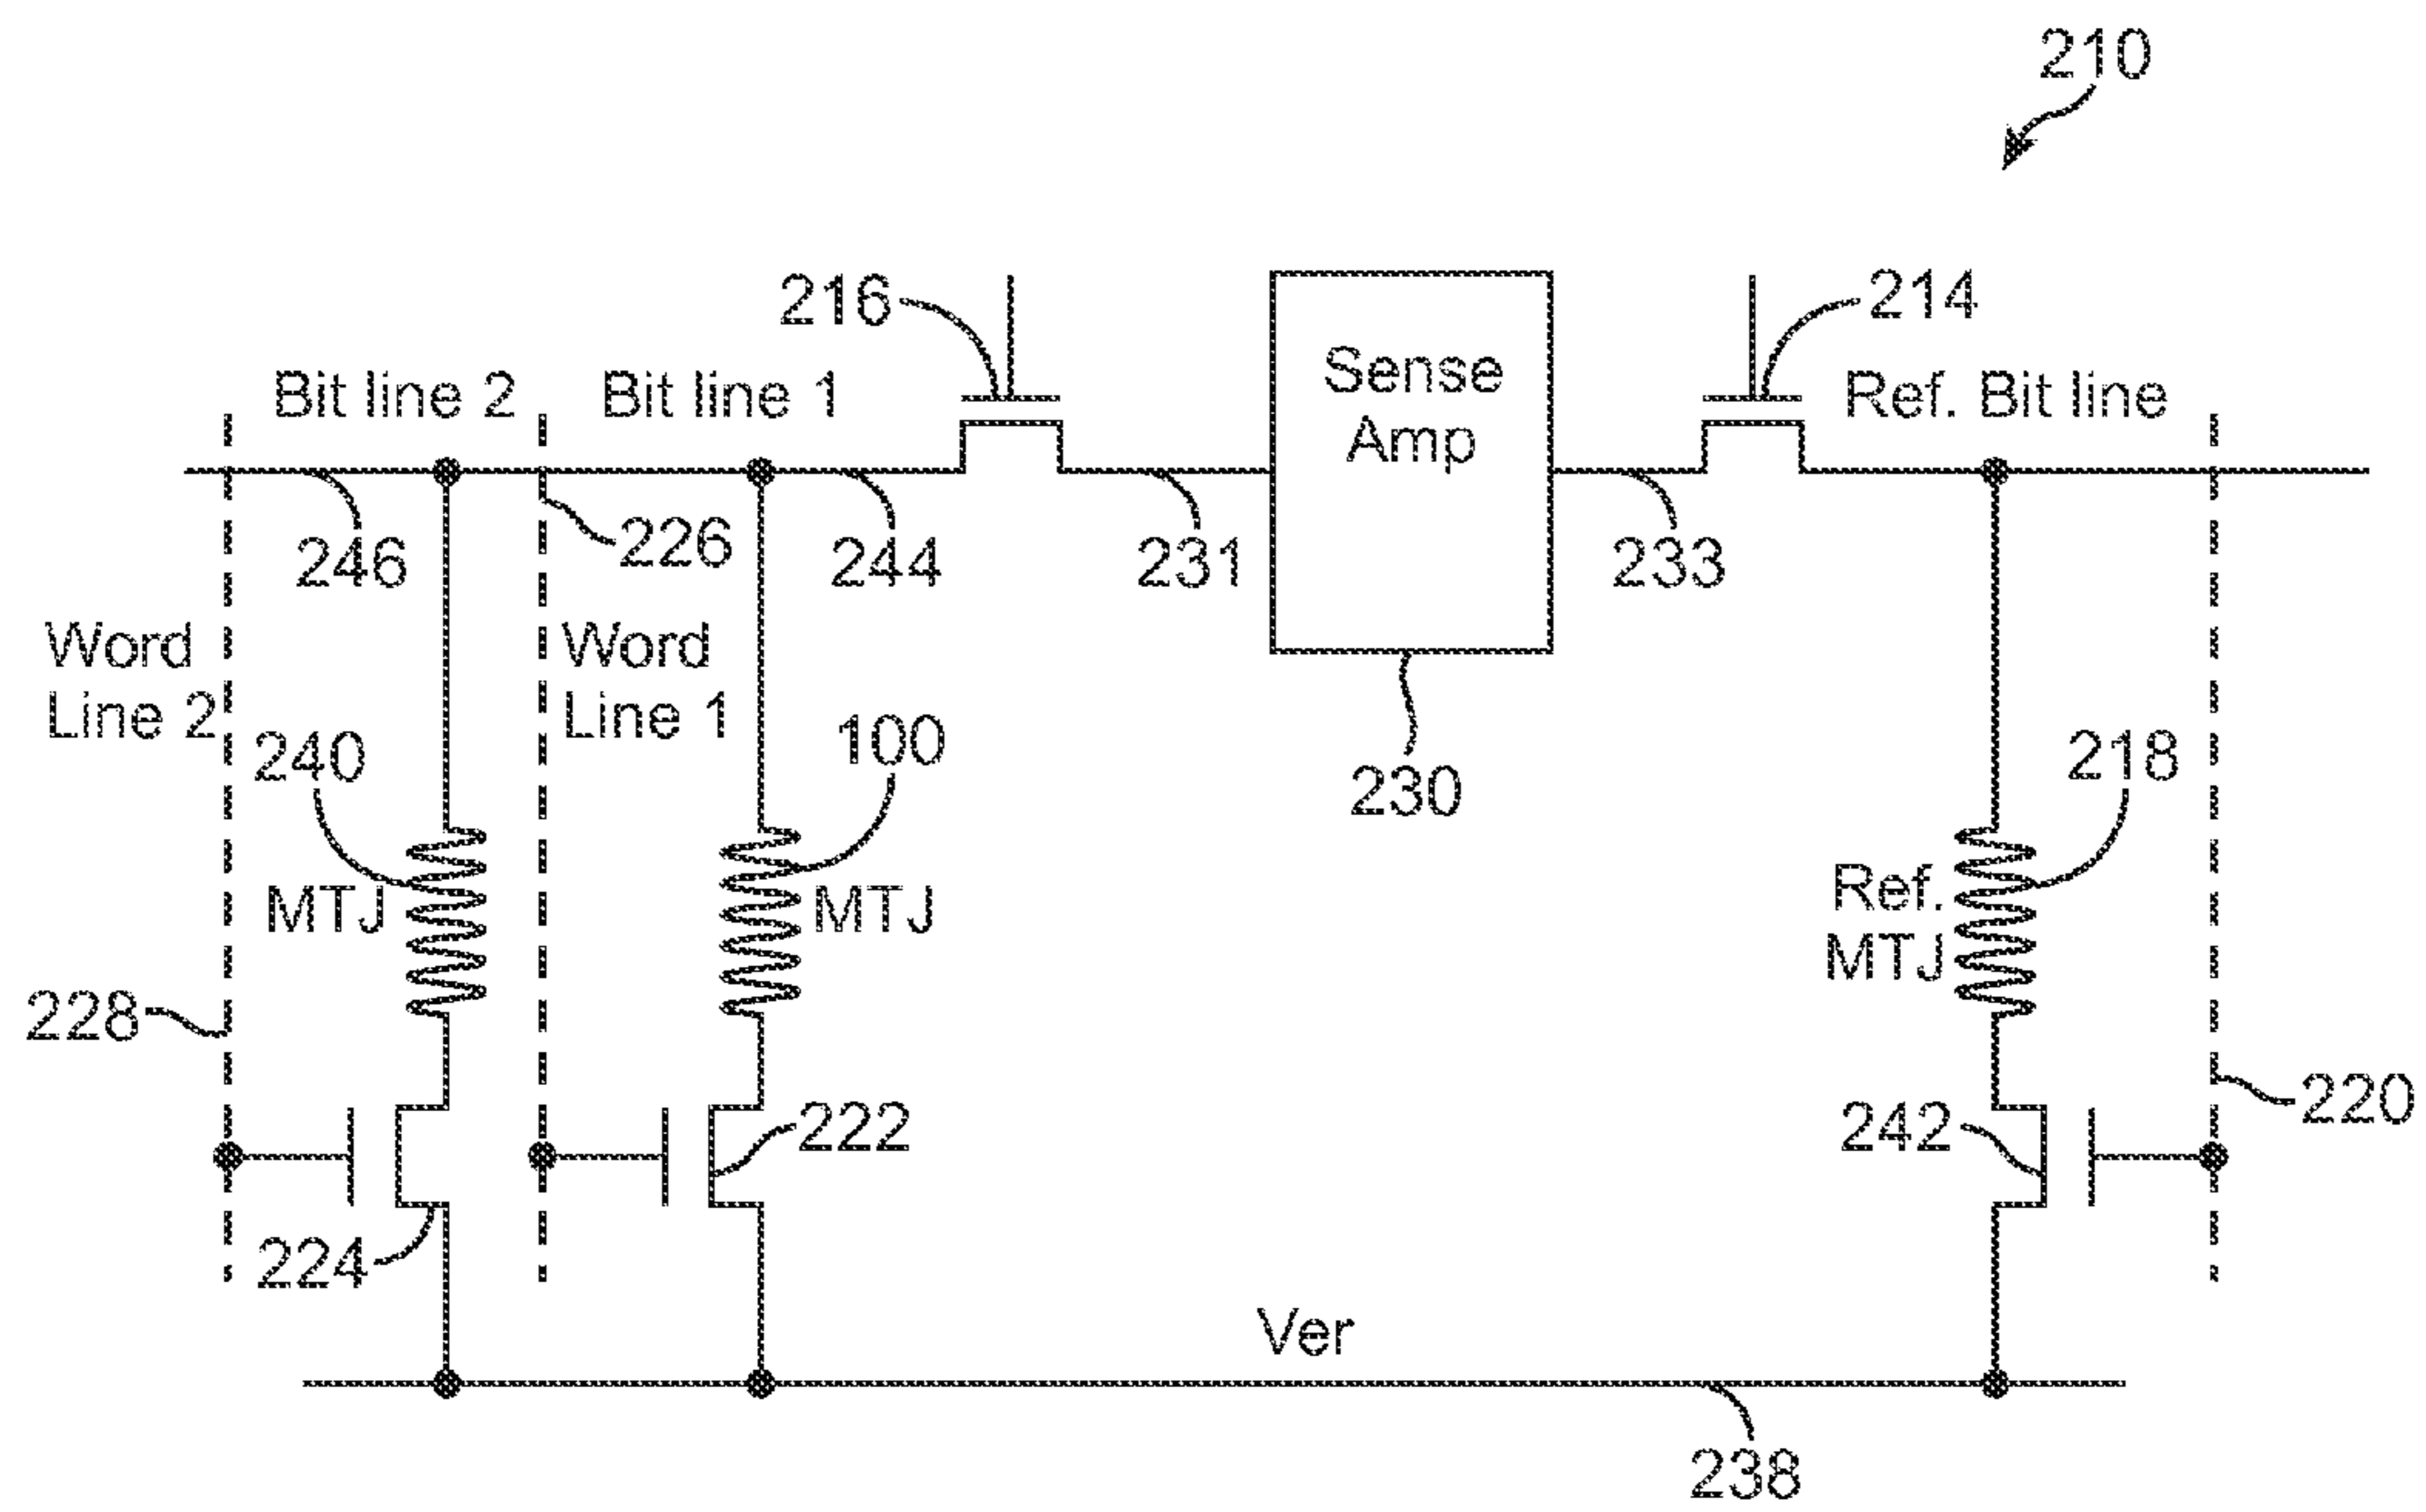 210
216
214
Sense
Amp
Bit line 2
Bit line 1
Ref. Bit line
246
226
244
231
233
Word
Line 2
Word
Line 1
240
100
230
218
MTJ
MTJ
Ref.
MTJ
228
222
242
220
224
Ver
238